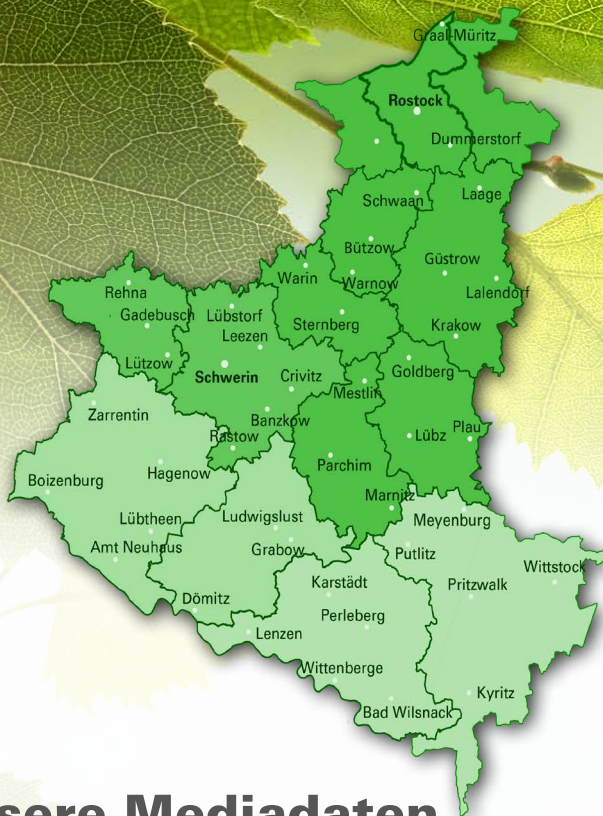 Graal-Müritz
Rostock
Dummerstorf
Schwaan
Laage
Bützow
Güstrow
Warin
Warnow
Lalendorf
Rehna
Gadebusch
Lübstorf
Sternberg
Krakow
Leezen
Lützow
Schwerin
Crivitz
Goldberg
Mestlin
Zarrentin
Banzkow
Rastow
Lübz
Plau
Parchim
Hagenow
Boizenburg
Marnitz
Lübtheen
Ludwigslust
Meyenburg
Amt Neuhaus
Grabow
Putlitz
Wittstock
Karstädt
Pritzwalk
Dömitz
Perleberg
Lenzen
Wittenberge
Kyritz
Bad Wilsnack
sere Mediadaten